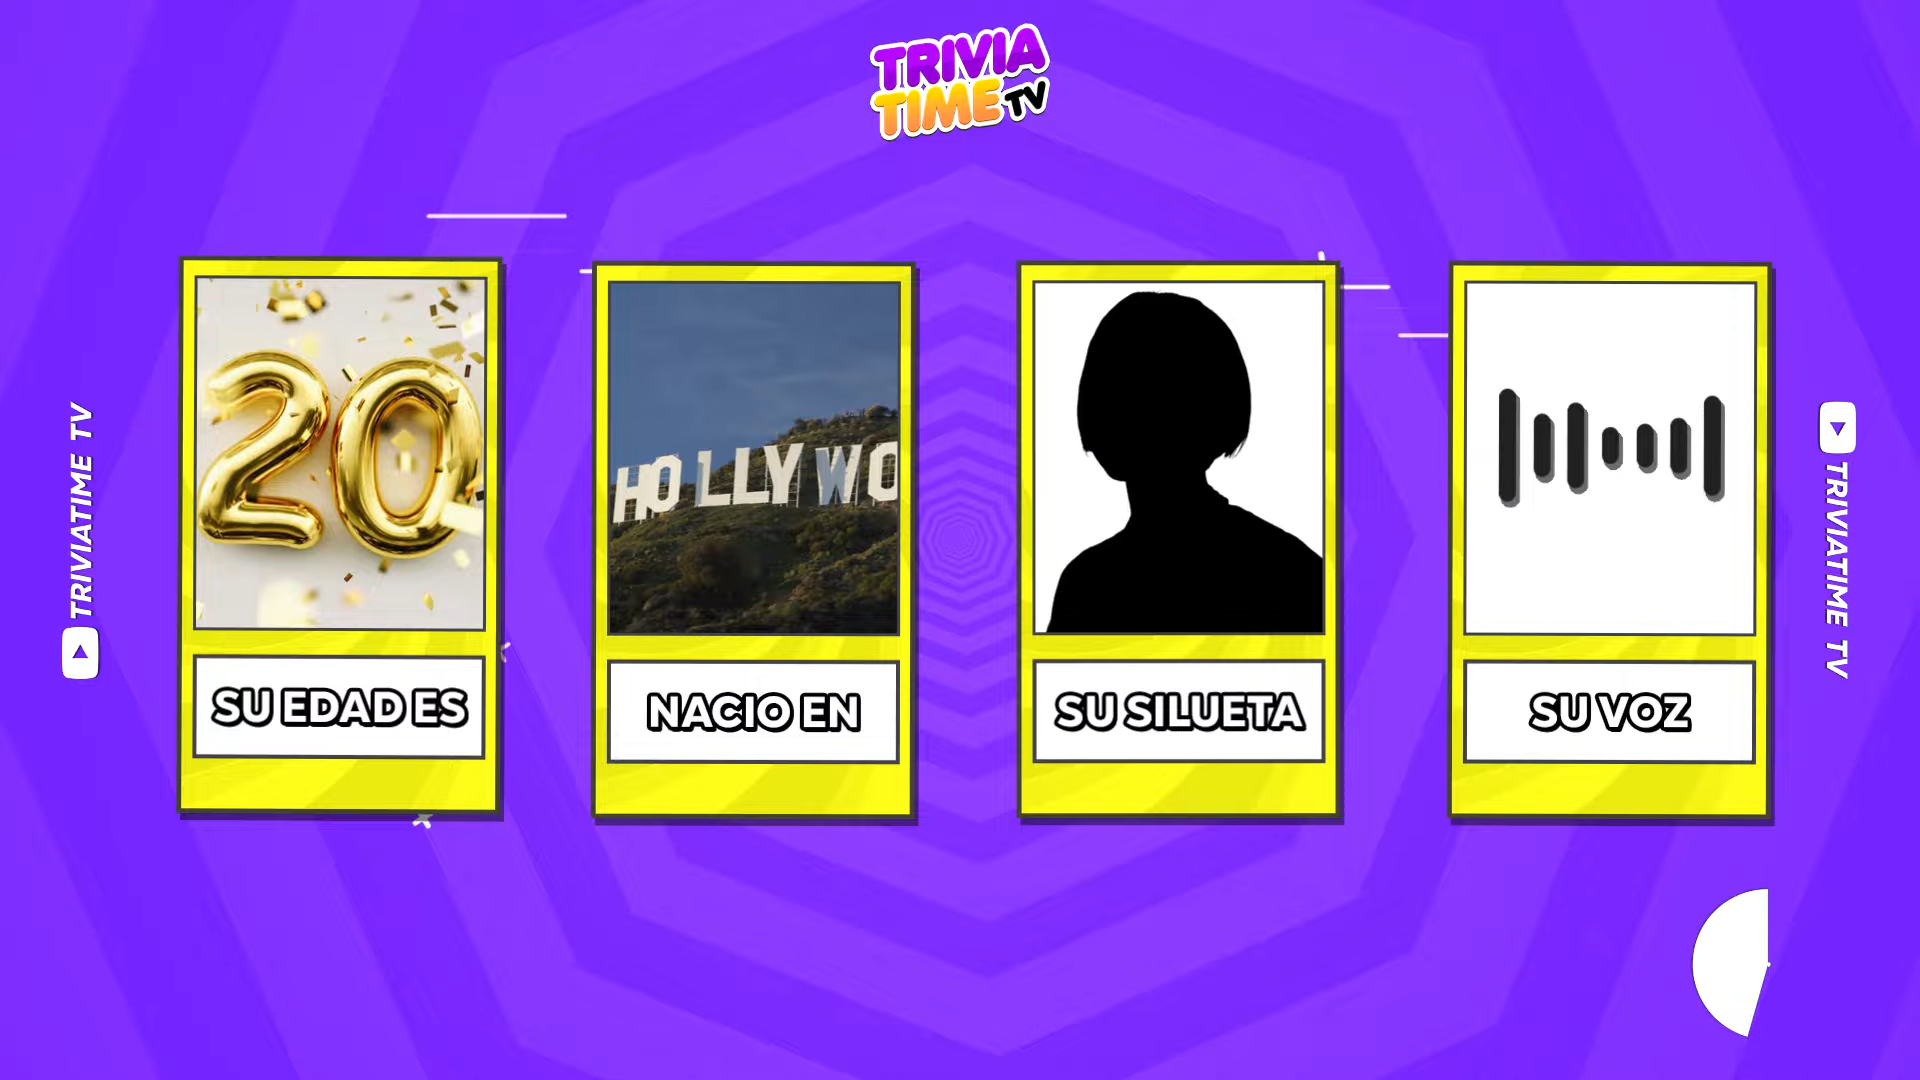 TRIVIA
TIME TV
20
HOLLYWO
SU EDAD ES
NACIO EN
SU SILUETA
SU VOZ
TRIVIATIME TV
TRIVIATIME TV